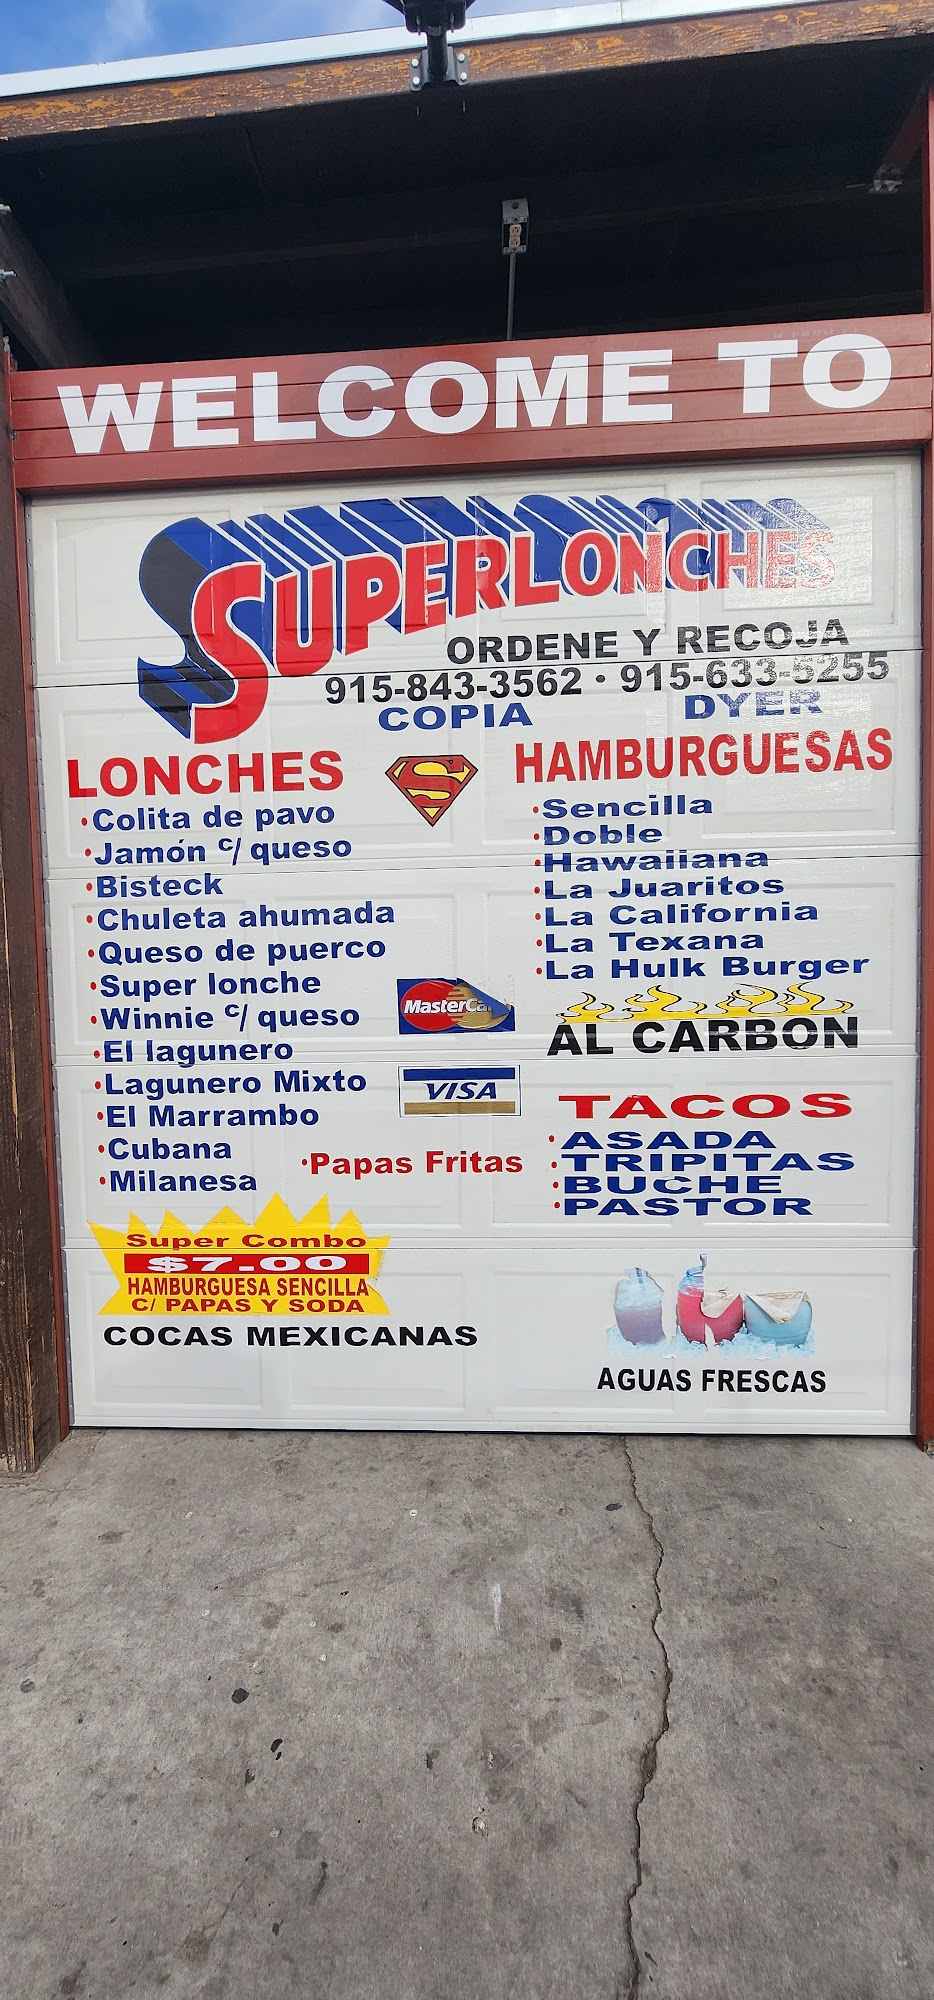 WELCOME TO
SUPERLONCHES
ORDENE Y RECOJA
915-843-3562 • 915-633-5255
COPIA DYER
LONCHES
•Colita de pavo
•Jamón c/ queso
•Bisteck
•Chuleta ahumada
•Queso de puerco
•Super lonche
•Winnie c/ queso
•El lagunero
•Lagunero Mixto
•El Marrambo
•Cubana
•Milanesa
•Papas Fritas
S
MasterCa
VISA
HAMBURGUESAS
•Sencilla
•Doble
•Hawaiiana
•La Juaritos
•La California
•La Texana
•La Hulk Burger
AL CARBON
TACOS
•ASADA
•TRIPITAS
•BUCHE
•PASTOR
Super Combo
$7.00
HAMBURGUESA SENCILLA
C/ PAPAS Y SODA
COCAS MEXICANAS
AGUAS FRESCAS